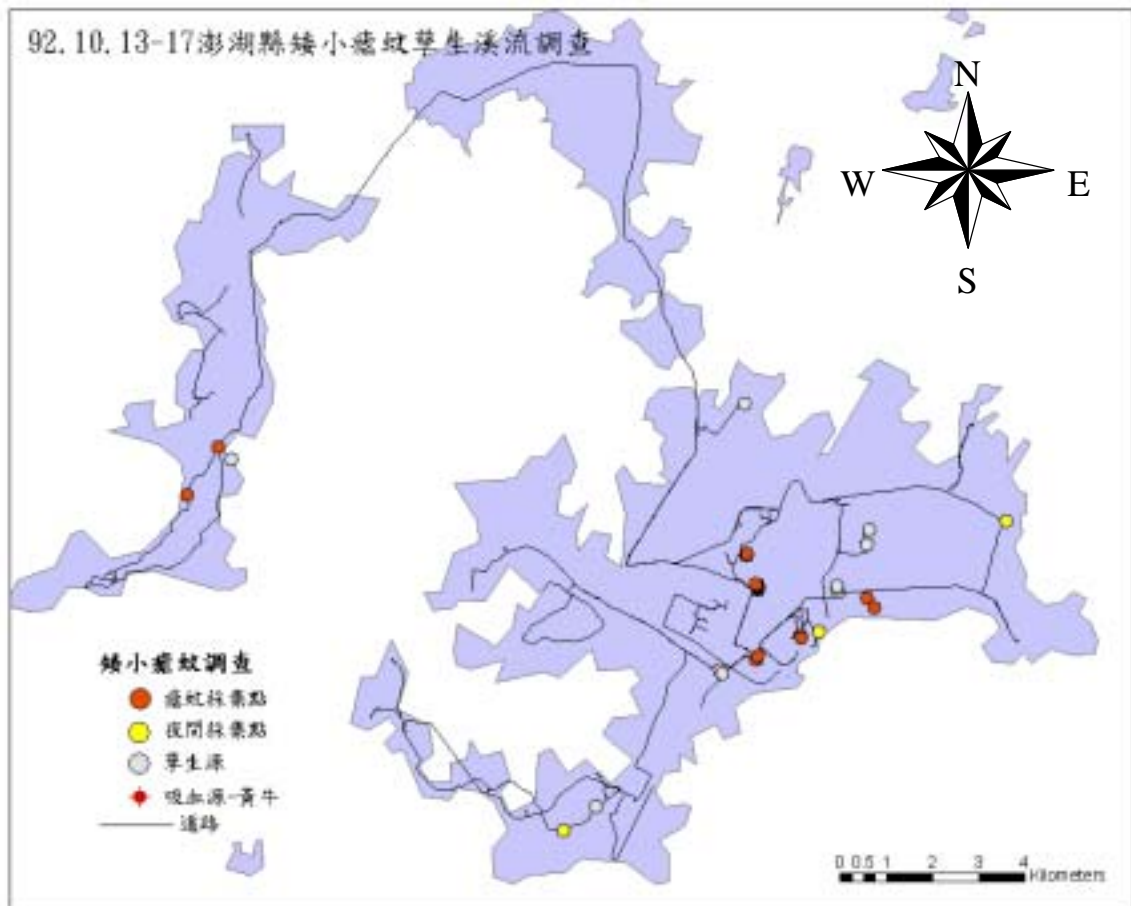 92.10.13-17澎湖縣矮小瘧蚊孳生溪流調查
N
W
E
S
矮小瘧蚊調查
瘧蚊採集點
夜間採集點
孳生源
吸血源-黃牛
道路
0 0.5 1 2 3 4
Kilometers